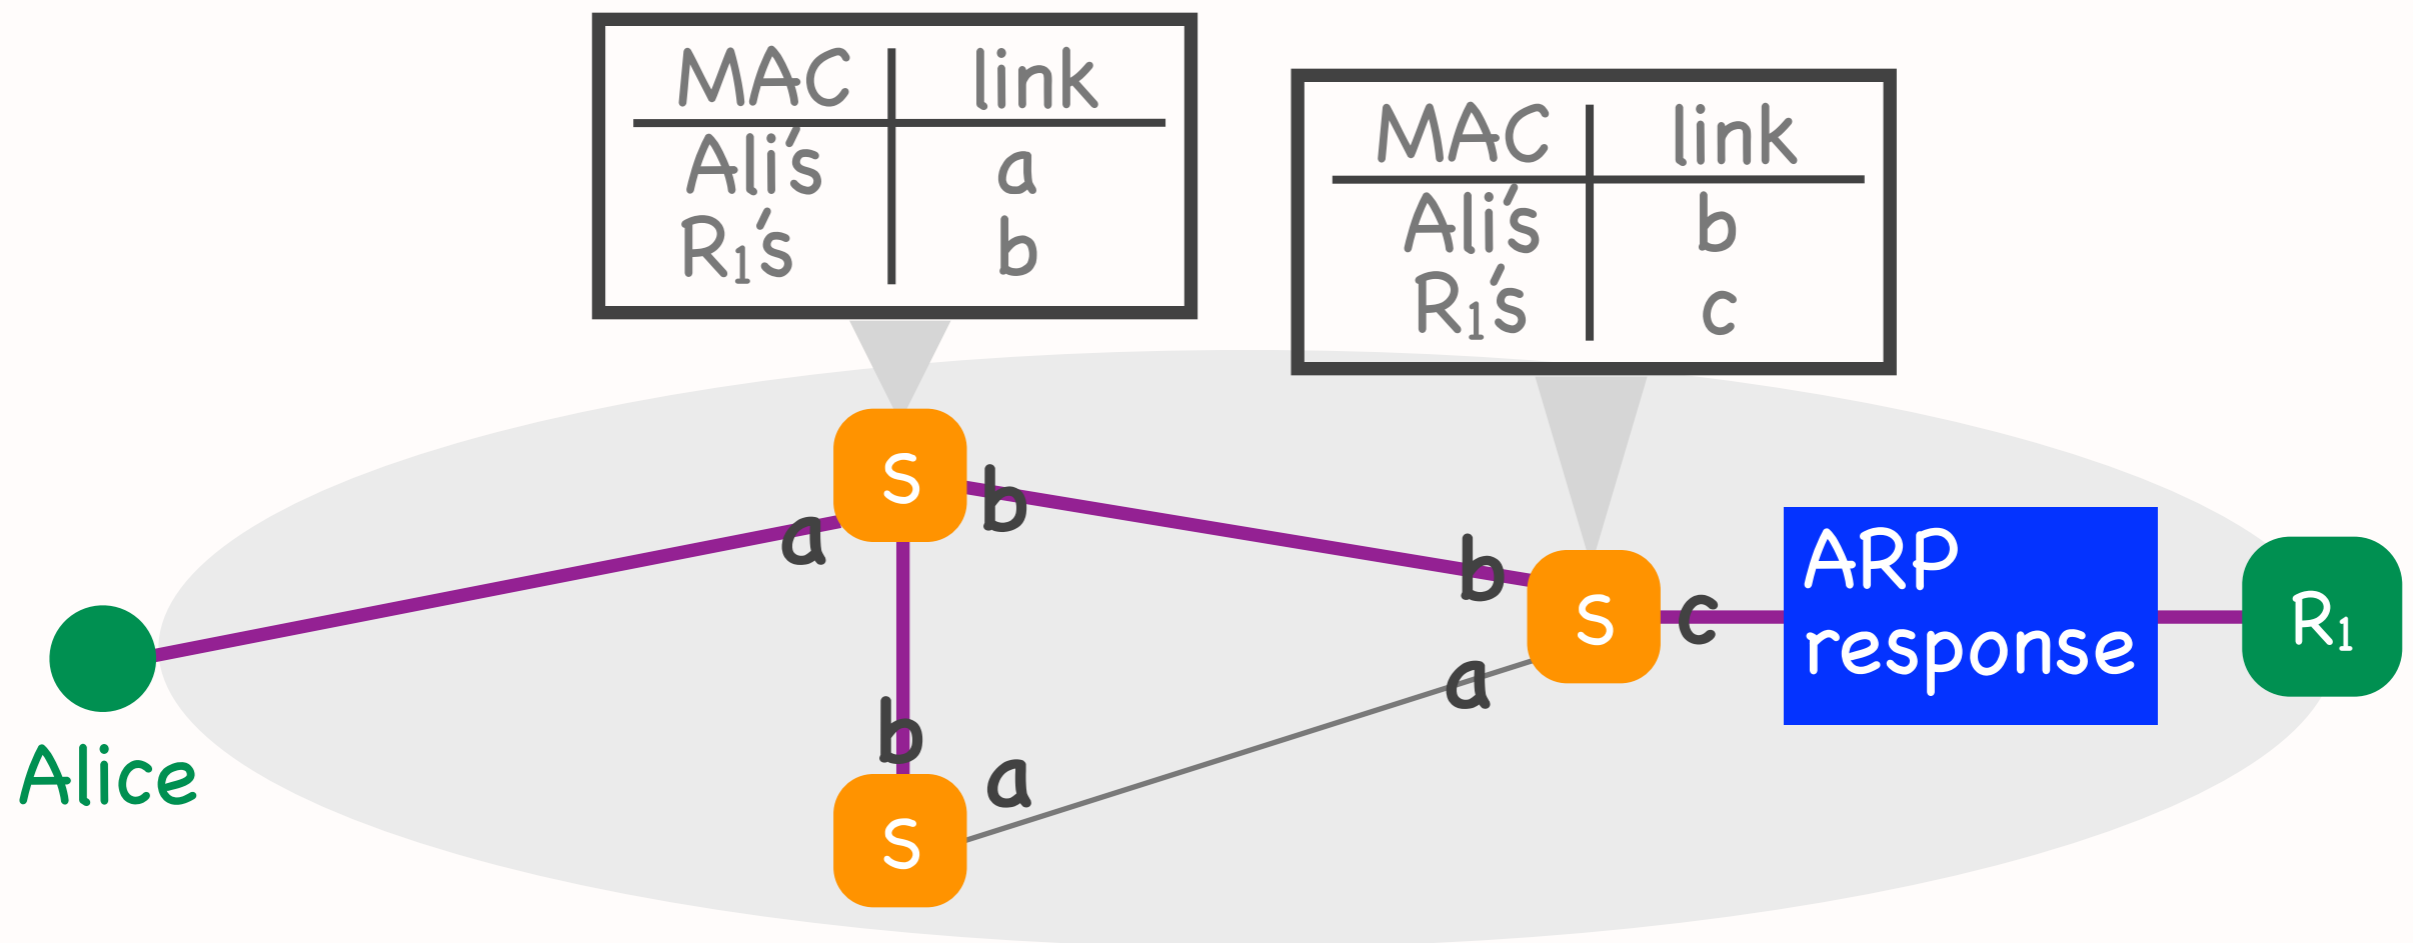 MAC link
Ali's a
R1's b
MAC link
Ali's b
R1's c
S
b
a
b
S
c
a
ARP
response
R1
Alice
b
a
S